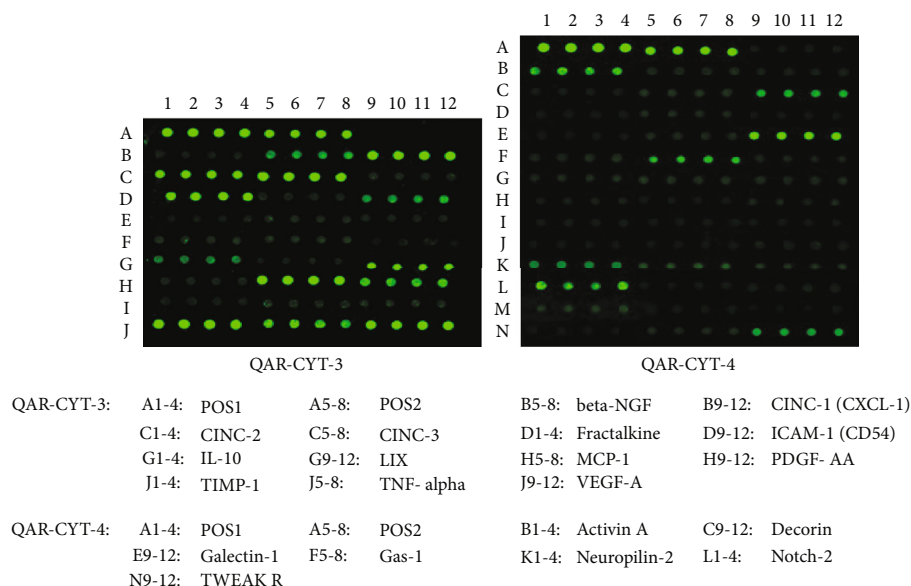 1 2 3 4 5 6 7 8 9 10 11 12
A
B
C
D
E
F
G
H
I
J
QAR-CYT-3
1 2 3 4 5 6 7 8 9 10 11 12
A
B
C
D
E
F
G
H
I
J
K
L
M
N
QAR-CYT-4
QAR-CYT-3: A1-4: POS1 A5-8: POS2 B5-8: beta-NGF B9-12: CINC-1 (CXCL-1)
C1-4: CINC-2 C5-8: CINC-3 D1-4: Fractalkine D9-12: ICAM-1 (CD54)
G1-4: IL-10 G9-12: LIX H5-8: MCP-1 H9-12: PDGF- AA
J1-4: TIMP-1 J5-8: TNF- alpha J9-12: VEGF-A
QAR-CYT-4: A1-4: POS1 A5-8: POS2 B1-4: Activin A C9-12: Decorin
E9-12: Galectin-1 F5-8: Gas-1 K1-4: Neuropilin-2 L1-4: Notch-2
N9-12: TWEAK R